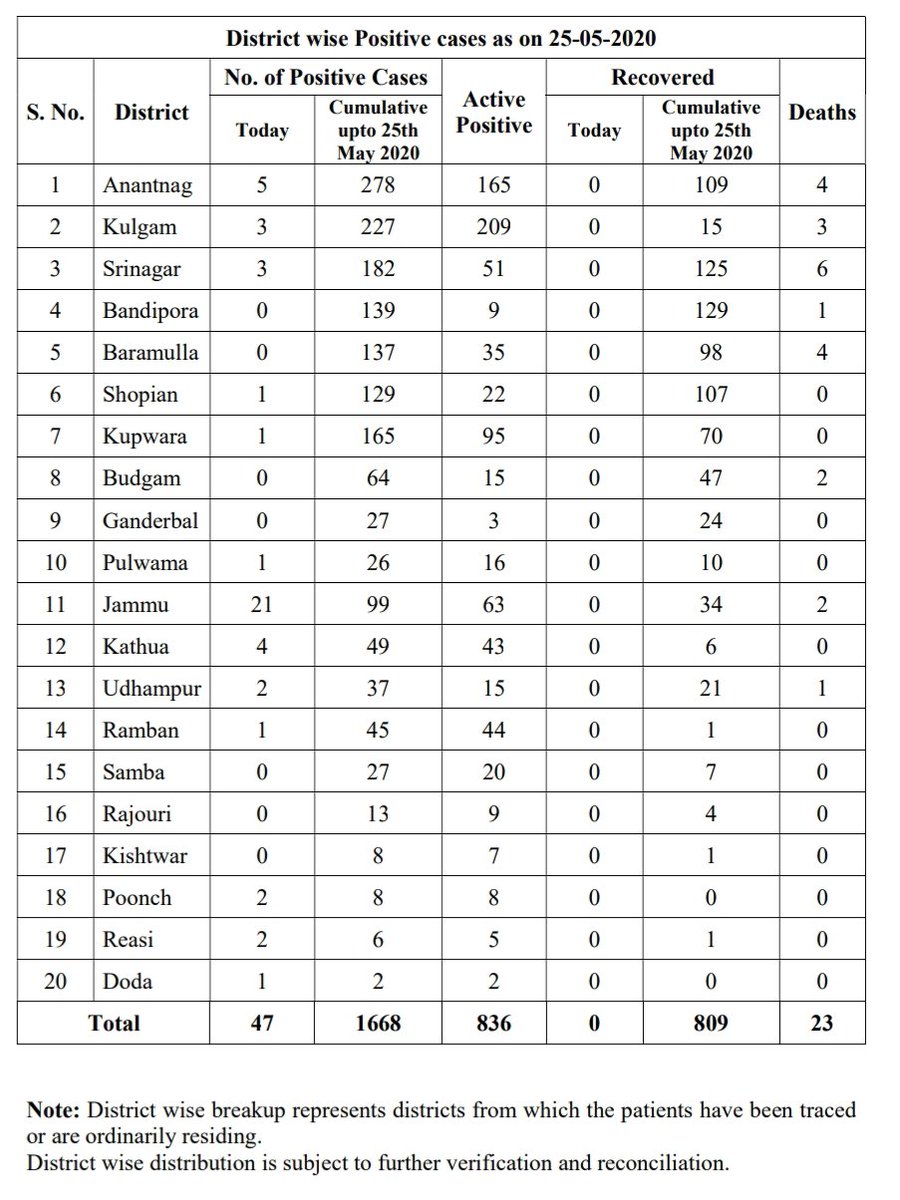 District wise Positive cases as on 25-05-2020
S. No. District No. of Positive Cases Active Positive Recovered Deaths
Today Cumulative upto 25th May 2020 Today Cumulative upto 25th May 2020
1 Anantnag 5 278 165 0 109 4
2 Kulgam 3 227 209 0 15 3
3 Srinagar 3 182 51 0 125 6
4 Bandipora 0 139 9 0 129 1
5 Baramulla 0 137 35 0 98 4
6 Shopian 1 129 22 0 107 0
7 Kupwara 1 165 95 0 70 0
8 Budgam 0 64 15 0 47 2
9 Ganderbal 0 27 3 0 24 0
10 Pulwama 1 26 16 0 10 0
11 Jammu 21 99 63 0 34 2
12 Kathua 4 49 43 0 6 0
13 Udhampur 2 37 15 0 21 1
14 Ramban 1 45 44 0 1 0
15 Samba 0 27 20 0 7 0
16 Rajouri 0 13 9 0 4 0
17 Kishtwar 0 8 7 0 1 0
18 Poonch 2 8 8 0 0 0
19 Reasi 2 6 5 0 1 0
20 Doda 1 2 2 0 0 0
Total 47 1668 836 0 809 23
Note: District wise breakup represents districts from which the patients have been traced
or are ordinarily residing.
District wise distribution is subject to further verification and reconciliation.